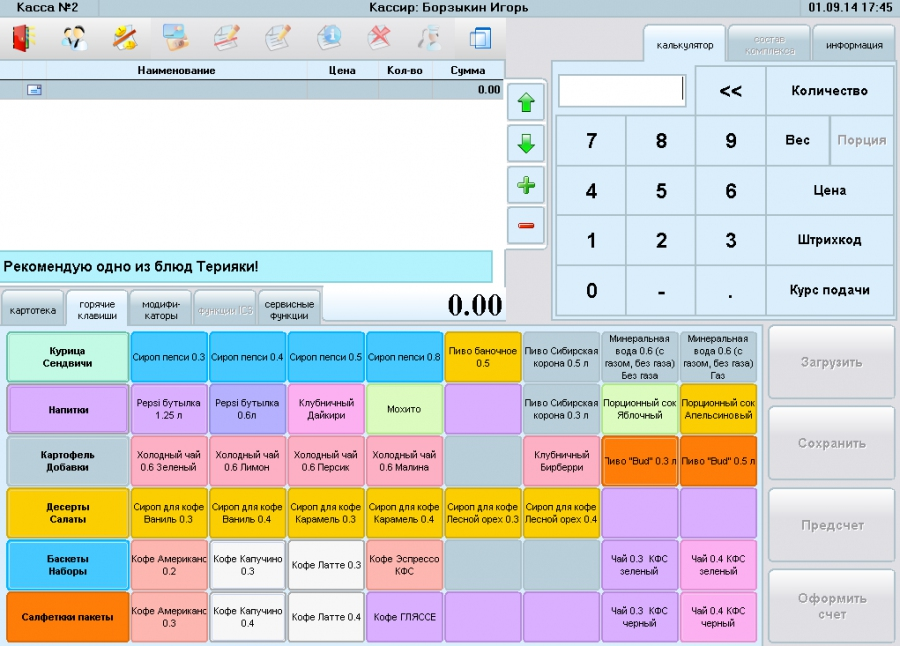 Касса №2 Кассир: Борзыкин Игорь 01.09.14 17:45
калькулятор состав комплекса информация
Наименование Цена Кол-во Сумма
0.00
<< Количество
7 8 9 Вес Порция
4 5 6 Цена
1 2 3 Штрихкод
0 - . Курс подачи
Рекомендую одно из блюд Терияки!
картотека горячие клавиши модифи-каторы функции ICS сервисные функции 0.00
Курица
Сендвичи
Сироп пепси 0.3
Сироп пепси 0.4
Сироп пепси 0.5
Сироп пепси 0.8
Пиво баночное
0.5
Пиво Сибирская
корона 0.5 л
Минеральная
вода 0.6 (с
газом, без газа)
Без газа
Минеральная
вода 0.6 (с
газом, без газа)
Газ
Загрузить
Напитки
Pepsi бутылка
1.25 л
Pepsi бутылка
0.6л
Клубничный
Дайкири
Мохито
Пиво Сибирская
корона 0.3 л
Порционный сок
Яблочный
Порционный сок
Апельсиновый
Сохранить
Картофель
Добавки
Холодный чай
0.6 Зеленый
Холодный чай
0.6 Лимон
Холодный чай
0.6 Персик
Холодный чай
0.6 Малина
Клубничный
Бирберри
Пиво "Bud" 0.3 л
Пиво "Bud" 0.5 л
Десерты
Салаты
Сироп для кофе
Ваниль 0.3
Сироп для кофе
Ваниль 0.4
Сироп для кофе
Карамель 0.3
Сироп для кофе
Карамель 0.4
Сироп для кофе
Лесной орех 0.3
Сироп для кофе
Лесной орех 0.4
Предсчет
Баскеты
Наборы
Кофе Американс
0.2
Кофе Капучино
0.3
Кофе Латте 0.3
Кофе Эспрессо
КФС
Чай 0.3 КФС
зеленый
Чай 0.4 КФС
зеленый
Оформить
счет
Салфеткки пакеты
Кофе Американс
0.3
Кофе Капучино
0.4
Кофе Латте 0.4
Кофе ГЛЯССЕ
Чай 0.3 КФС
черный
Чай 0.4 КФС
черный